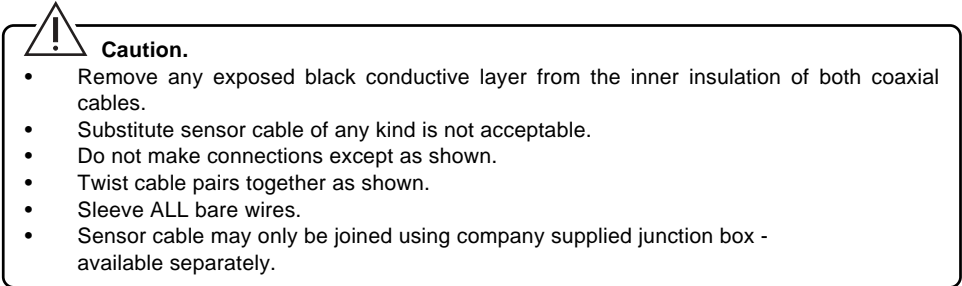 Caution.
• Remove any exposed black conductive layer from the inner insulation of both coaxial
cables.
• Substitute sensor cable of any kind is not acceptable.
• Do not make connections except as shown.
• Twist cable pairs together as shown.
• Sleeve ALL bare wires.
• Sensor cable may only be joined using company supplied junction box -
available separately.